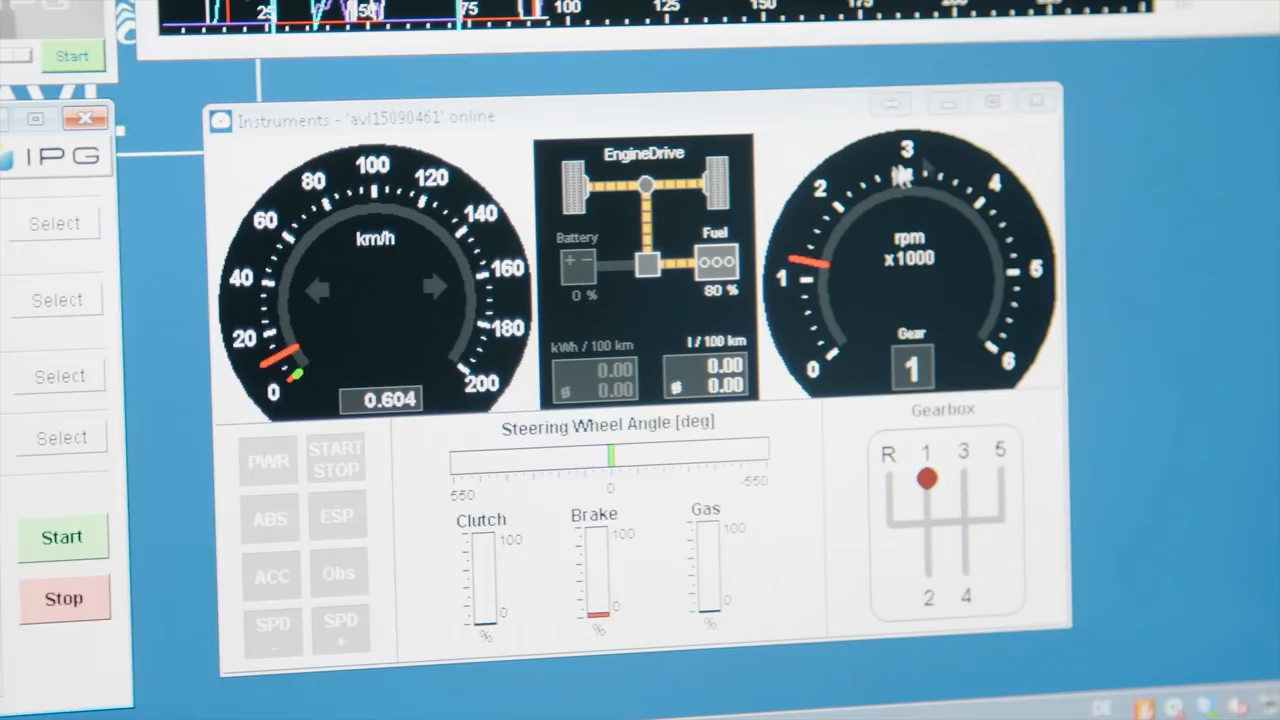 25
50
75
100
125
150
175
Start
IPG
Select
Select
Select
Select
Start
Stop
Instruments - 'avl15090461' online
0
20
40
60
80
100
120
140
160
180
200
km/h
0.604
EngineDrive
Battery
Fuel
0 %
80 %
kWh / 100 km
l / 100 km
0.00
0.00
ø 0.00
ø 0.00
0
1
2
3
4
5
6
rpm
x1000
Gear
1
PWR
START
STOP
ABS
ESP
ACC
Obs
SPD
-
SPD
+
Steering Wheel Angle [deg]
550
0
-550
Clutch
100
0
%
Brake
100
0
%
Gas
100
0
%
Gearbox
R 1 3 5
2 4
DE